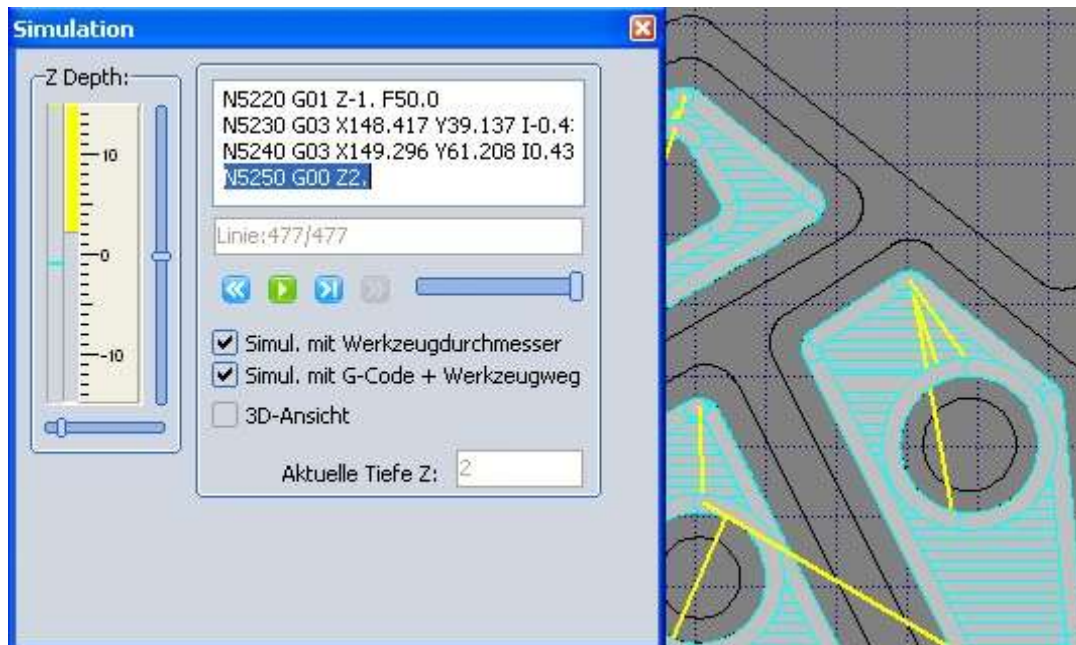 Simulation
Z Depth:
10
0
-10
N5220 G01 Z-1. F50.0
N5230 G03 X148.417 Y39.137 I-0.4
N5240 G03 X149.296 Y61.208 I0.43
N5250 G00 Z2.
Linie:477/477
Simul. mit Werkzeugdurchmesser
Simul. mit G-Code + Werkzeugweg
3D-Ansicht
Aktuelle Tiefe Z: 2